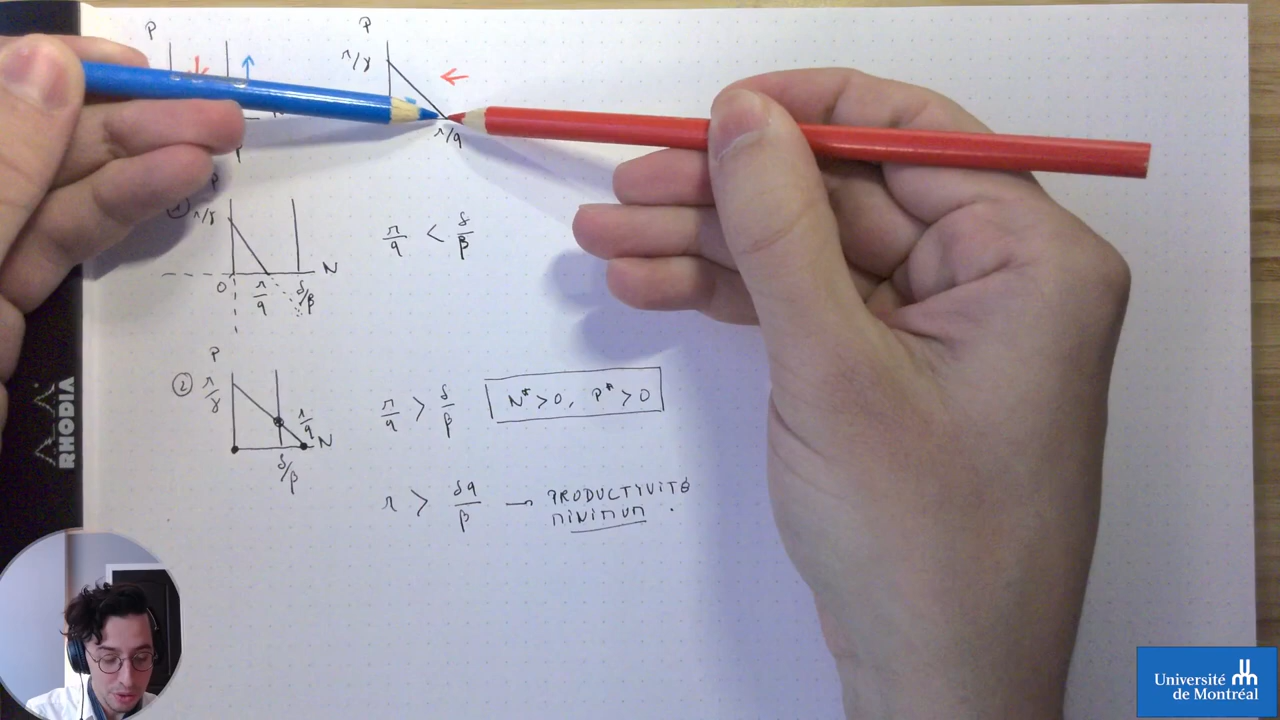 P
P
r/γ
r/q
P
①
r/γ
N
0
r/q
δ/β
r/q < δ/β
P
②
r/γ
r/q
N
δ/β
r/q > δ/β
N* > 0, P* > 0
r > δq/β → PRODUCTIVITÉ
MINIMUM.
RHODIA
Université
de Montréal